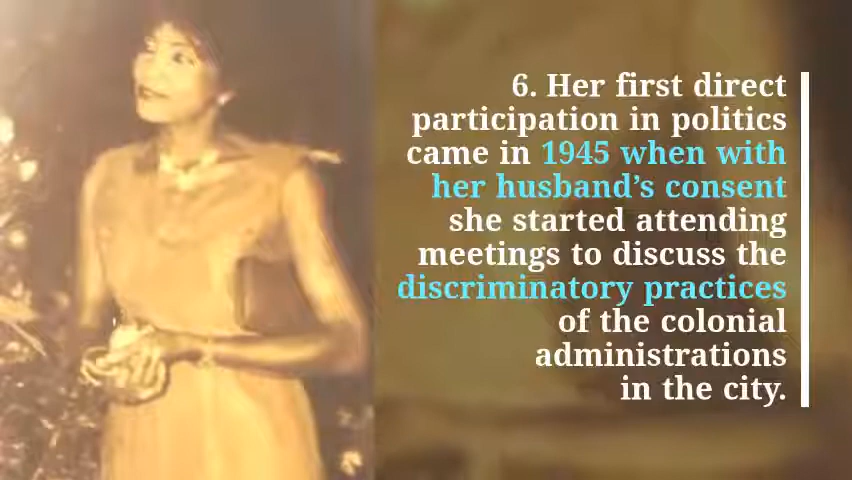 6. Her first direct
participation in politics
came in 1945 when with
her husband’s consent
she started attending
meetings to discuss the
discriminatory practices
of the colonial
administrations
in the city.